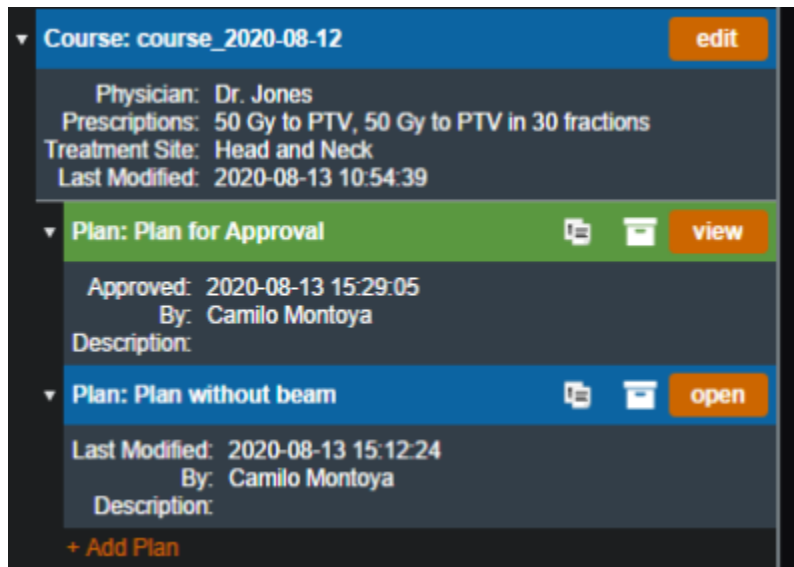 Course: course_2020-08-12 edit
Physician: Dr. Jones
Prescriptions: 50 Gy to PTV, 50 Gy to PTV in 30 fractions
Treatment Site: Head and Neck
Last Modified: 2020-08-13 10:54:39
Plan: Plan for Approval view
Approved: 2020-08-13 15:29:05
By: Camilo Montoya
Description:
Plan: Plan without beam open
Last Modified: 2020-08-13 15:12:24
By: Camilo Montoya
Description:
+ Add Plan